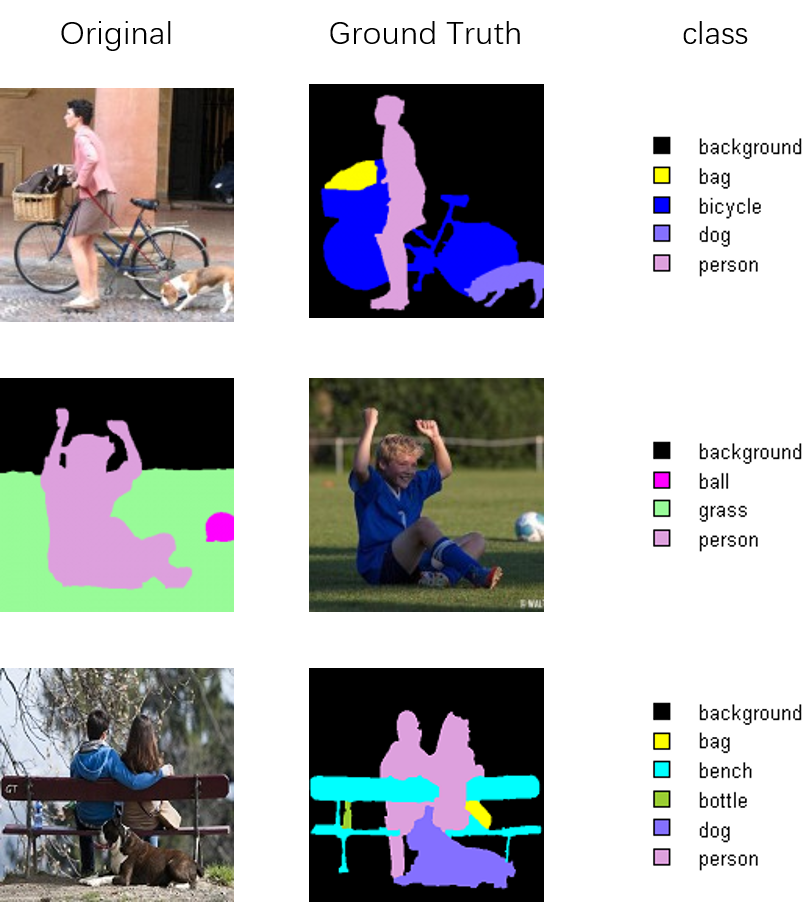 Original Ground Truth class
background
bag
bicycle
dog
person
background
ball
grass
person
GT
background
bag
bench
bottle
dog
person